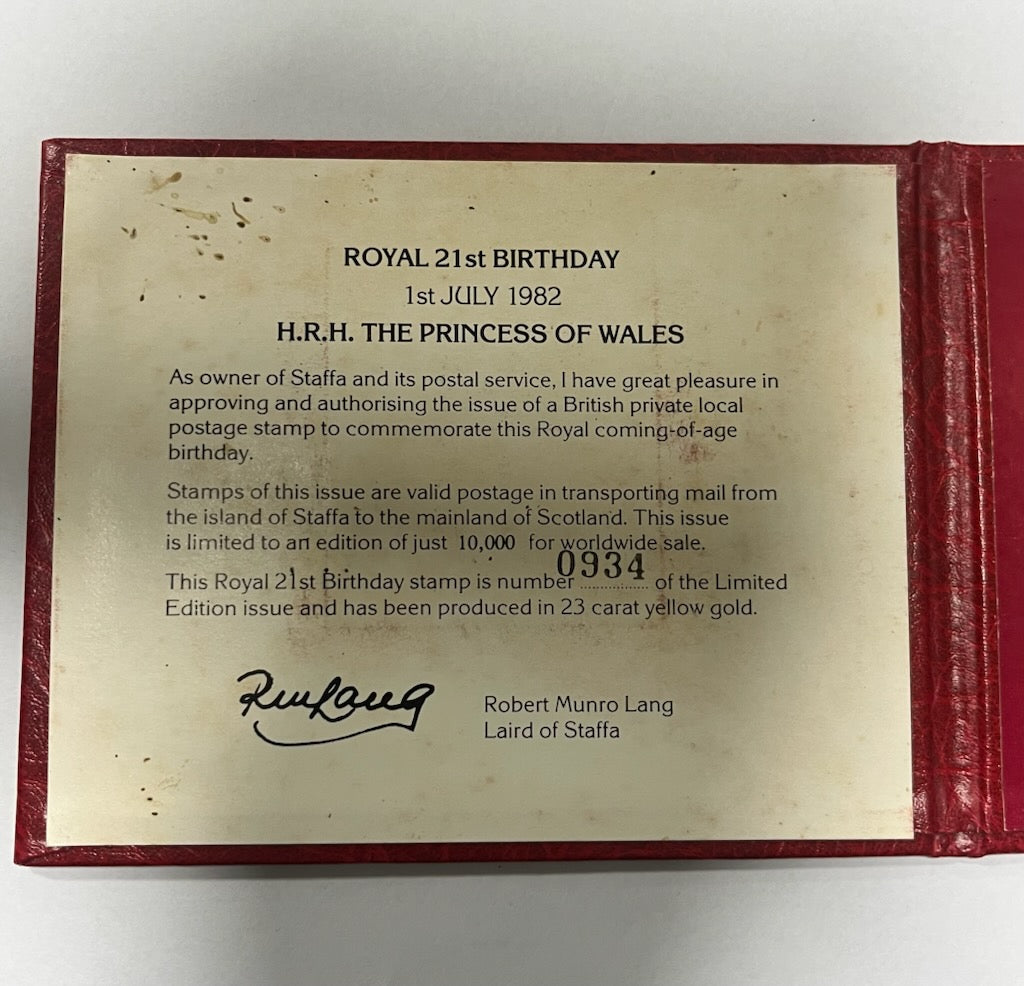 ROYAL 21st BIRTHDAY
1st JULY 1982
H.R.H. THE PRINCESS OF WALES
As owner of Staffa and its postal service, I have great pleasure in
approving and authorising the issue of a British private local
postage stamp to commemorate this Royal coming-of-age
birthday.
Stamps of this issue are valid postage in transporting mail from
the island of Staffa to the mainland of Scotland. This issue
is limited to an edition of just 10,000 for worldwide sale.
This Royal 21st Birthday stamp is number 0934 of the Limited
Edition issue and has been produced in 23 carat yellow gold.
RMLang
Robert Munro Lang
Laird of Staffa